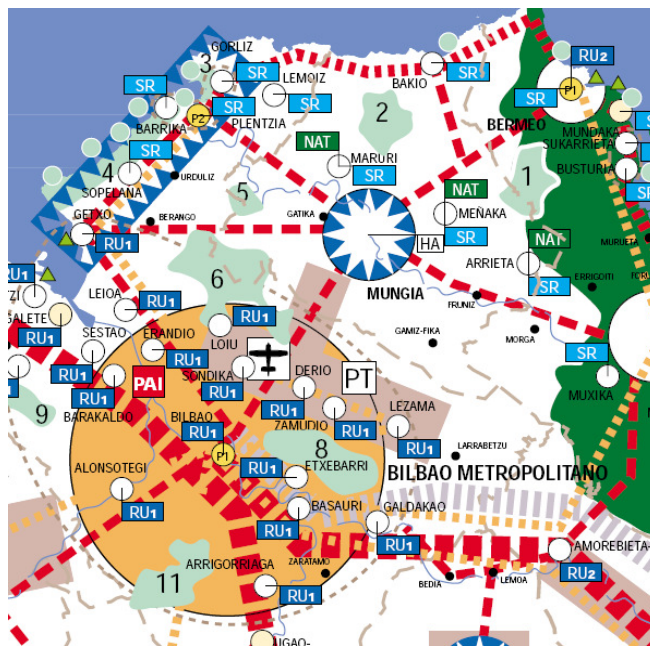 GORLIZ
3
SR
LEMOIZ
SR
SR
BAKIO
SR
RU2
P1
SR
BERMEO
BARRIKA
P2
SR
PLENTZIA
2
MUNDAKA
SUKARRIETA
SR
4
SR
NAT
MARURI
SR
BUSTURIA
SR
1
SOPELANA
URDULIZ
5
NAT
GETXO
BERANGO
GATIKA
MEÑAKA
RU1
HA
SR
NAT
MURUETA
ARRIETA
6
RU1
LEIOA
RU1
MUNGIA
SR
ERRIGOITI
FRUNIZ
RU1
GALETE
SESTAO
ERANDIO
LOIU
GAMIZ-FIKA
MORGA
RU1
RU1
RU1
SONDIKA
DERIO
PT
SR
RU1
PAI
RU1
RU1
MUXIKA
9
BARAKALDO
BILBAO
ZAMUDIO
LEZAMA
RU1
RU1
RU1
8
LARRABETZU
P1
RU1
ETXEBARRI
BILBAO METROPOLITANO
ALONSOTEGI
RU1
BASAURI
GALDAKAO
RU1
RU1
AMOREBIETA-
ARRIGORRIAGA
ZARATAMO
RU2
11
BEDIA
LEMOA
RU1